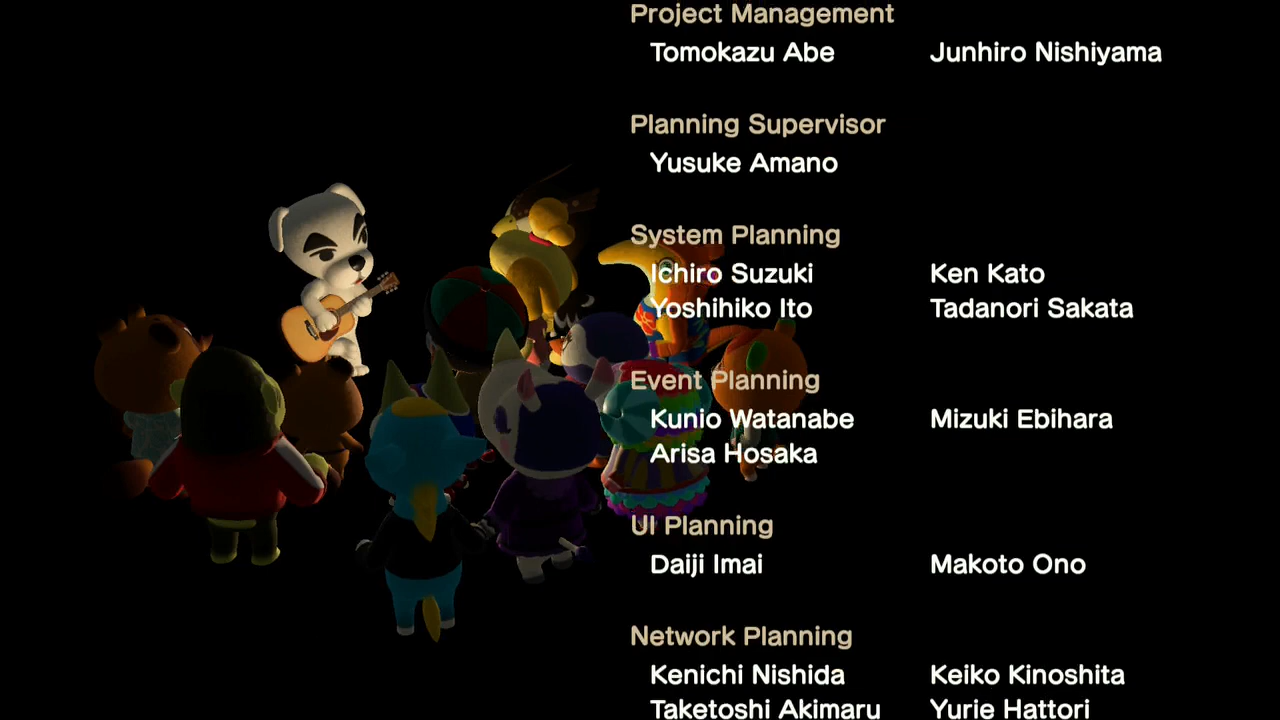 Project Management
Tomokazu Abe Junhiro Nishiyama
Planning Supervisor
Yusuke Amano
System Planning
Ichiro Suzuki Ken Kato
Yoshihiko Ito Tadanori Sakata
Event Planning
Kunio Watanabe Mizuki Ebihara
Arisa Hosaka
UI Planning
Daiji Imai Makoto Ono
Network Planning
Kenichi Nishida Keiko Kinoshita
Taketoshi Akimaru Yurie Hattori